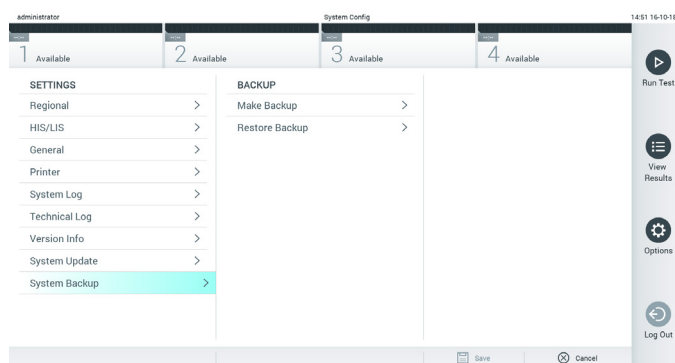 administrator
System Config
14:51 16-10-18
1 Available
2 Available
3 Available
4 Available
SETTINGS
Regional
HIS/LIS
General
Printer
System Log
Technical Log
Version Info
System Update
System Backup
BACKUP
Make Backup
Restore Backup
Run Test
View
Results
Options
Log Out
Save
Cancel